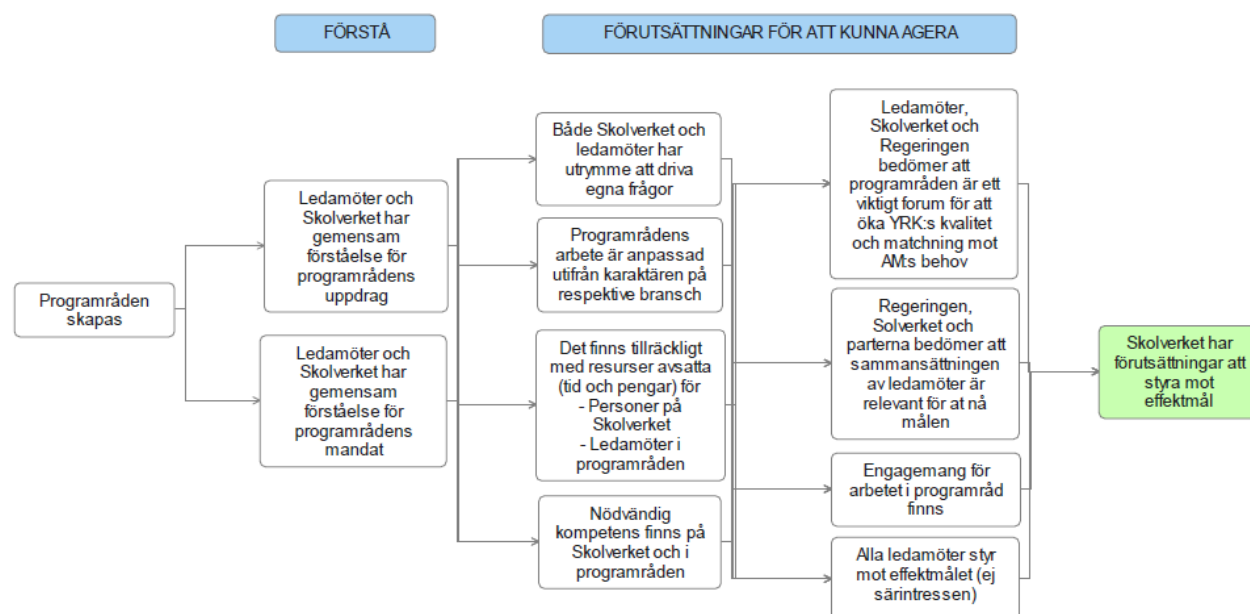 FÖRSTÅ
FÖRUTSÄTTNINGAR FÖR ATT KUNNA AGERA
Programråden
skapas
Ledamöter och
Skolverket har
gemensam
förståelse för
programrådens
uppdrag
Ledamöter och
Skolverket har
gemensam
förståelse för
programrådens
mandat
Både Skolverket och
ledamöter har
utrymme att driva
egna frågor
Programrådens
arbete är anpassad
utifrån karaktären på
respektive bransch
Det finns tillräckligt
med resurser avsatta
(tid och pengar) för
- Personer på
Skolverket
- Ledamöter i
programråden
Nödvändig
kompetens finns på
Skolverket och i
programråden
Ledamöter,
Skolverket och
Regeringen
bedömer att
programråden är ett
viktigt forum för att
öka YRK:s kvalitet
och matchning mot
AM:s behov
Regeringen,
Solverket och
parterna bedömer att
sammansättningen
av ledamöter är
relevant för at nå
målen
Engagemang för
arbetet i programråd
finns
Alla ledamöter styr
mot effektmålet (ej
särintressen)
Skolverket har
förutsättningar att
styra mot
effektmål